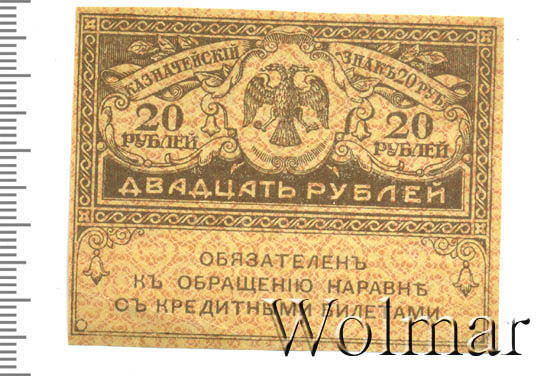 КАЗНАЧЕЙСКІЙ ЗНАКЪ 20 РУБ.
20 20
РУБЛЕЙ РУБЛЕЙ
ДВАДЦАТЬ РУБЛЕЙ
ОБЯЗАТЕЛЕНЪ
КЪ ОБРАЩЕНІЮ НАРАВНѢ
СЪ КРЕДИТНЫМИ БИЛЕТАМИ
Wolmar